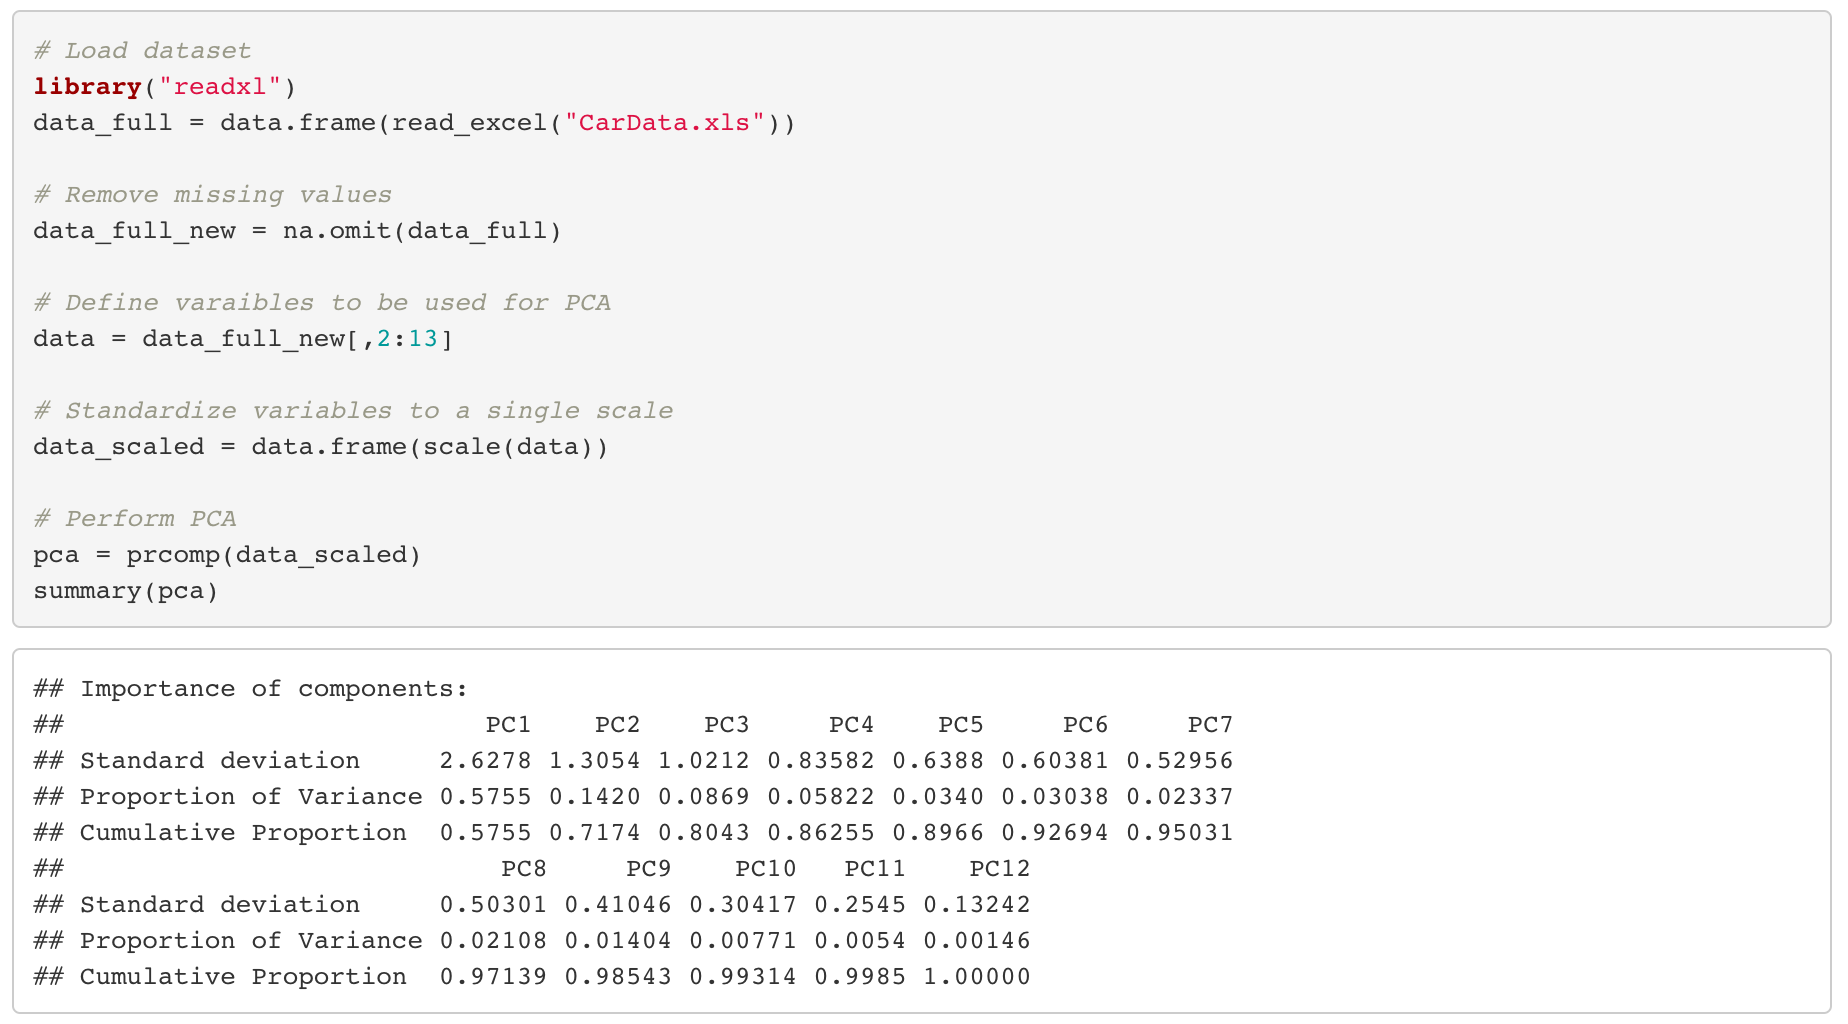 # Load dataset
library("readxl")
data_full = data.frame(read_excel("CarData.xls"))
# Remove missing values
data_full_new = na.omit(data_full)
# Define varaibles to be used for PCA
data = data_full_new[,2:13]
# Standardize variables to a single scale
data_scaled = data.frame(scale(data))
# Perform PCA
pca = prcomp(data_scaled)
summary(pca)
## Importance of components:
##                           PC1    PC2    PC3     PC4    PC5     PC6     PC7
## Standard deviation     2.6278 1.3054 1.0212 0.83582 0.6388 0.60381 0.52956
## Proportion of Variance 0.5755 0.1420 0.0869 0.05822 0.0340 0.03038 0.02337
## Cumulative Proportion  0.5755 0.7174 0.8043 0.86255 0.8966 0.92694 0.95031
##                            PC8     PC9    PC10   PC11    PC12
## Standard deviation     0.50301 0.41046 0.30417 0.2545 0.13242
## Proportion of Variance 0.02108 0.01404 0.00771 0.0054 0.00146
## Cumulative Proportion  0.97139 0.98543 0.99314 0.9985 1.00000